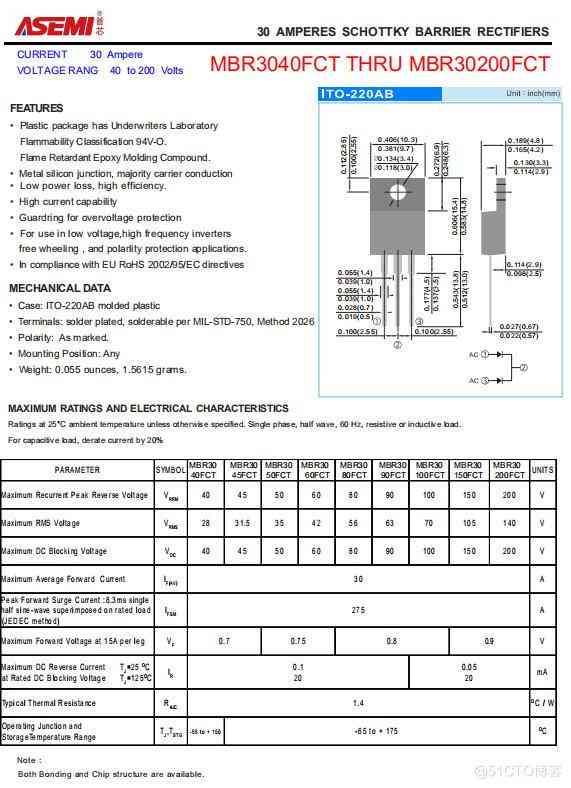 ASEMI
30 AMPERES SCHOTTKY BARRIER RECTIFIERS
CURRENT 30 Ampere
VOLTAGE RANG 40 to 200 Volts
MBR3040FCT THRU MBR30200FCT
FEATURES
• Plastic package has Underwriters Laboratory
Flammability Classification 94V-O.
Flame Retardant Epoxy Molding Compound.
• Metal silicon junction, majority carrier conduction
• Low power loss, high efficiency.
• High current capability
• Guardring for overvoltage protection
• For use in low voltage,high frequency inverters
free wheeling , and polarlity protection applications.
• In compliance with EU RoHS 2002/95/EC directives
MECHANICAL DATA
• Case: ITO-220AB molded plastic
• Terminals: solder plated, solderable per MIL-STD-750, Method 2026
• Polarity: As marked.
• Mounting Position: Any
• Weight: 0.055 ounces, 1.5615 grams.
ITO-220AB Unit : inch(mm)
0.112(2.85)
0.100(2.55)
0.406(10.3)
0.381(9.7)
0.134(3.4)
0.118(3.0)
0.272(6.9)
0.248(6.3)
0.606(15.4)
0.583(14.8)
0.055(1.4)
0.039(1.0)
0.055(1.4)
0.039(1.0)
0.028(0.7)
0.019(0.5)
0.177(4.5)
0.137(3.5)
0.543(13.8)
0.512(13.0)
0.100(2.55)
0.100(2.55)
① ② ③
0.189(4.8)
0.165(4.2)
0.130(3.3)
0.114(2.9)
0.114(2.9)
0.098(2.5)
0.027(0.67)
0.022(0.57)
AC ①
②
AC ③
MAXIMUM RATINGS AND ELECTRICAL CHARACTERISTICS
Ratings at 25°C ambient temperature unless otherwise specified. Single phase, half wave, 60 Hz, resistive or inductive load.
For capacitive load, derate current by 20%
PARAMETER SYMBOL MBR30 40FCT MBR30 45FCT MBR30 50FCT MBR30 60FCT MBR30 80FCT MBR30 90FCT MBR30 100FCT MBR30 150FCT MBR30 200FCT UNITS
Maximum Recurrent Peak Reverse Voltage VRRM 40 45 50 60 80 90 100 150 200 V
Maximum RMS Voltage VRMS 28 31.5 35 42 56 63 70 105 140 V
Maximum DC Blocking Voltage VDC 40 45 50 60 80 90 100 150 200 V
Maximum Average Forward Current IF(AV) 30 A
Peak Forward Surge Current :8.3ms single
half sine-wave superimposed on rated load
(JEDEC method)
IFSM 275 A
Maximum Forward Voltage at 15A per leg VF 0.7 0.75 0.8 0.9 V
Maximum DC Reverse Current TJ=25 ºC
at Rated DC Blocking Voltage TJ=125ºC
IR 0.1 0.05 mA
20 20
Typical Thermal Resistance RθJC 1.4 ºC / W
Operating Junction and
StorageTemperature Range
TJ,TSTG -55 to + 150 -65 to + 175 ºC
Note :
Both Bonding and Chip structure are available.
@51CTO博客